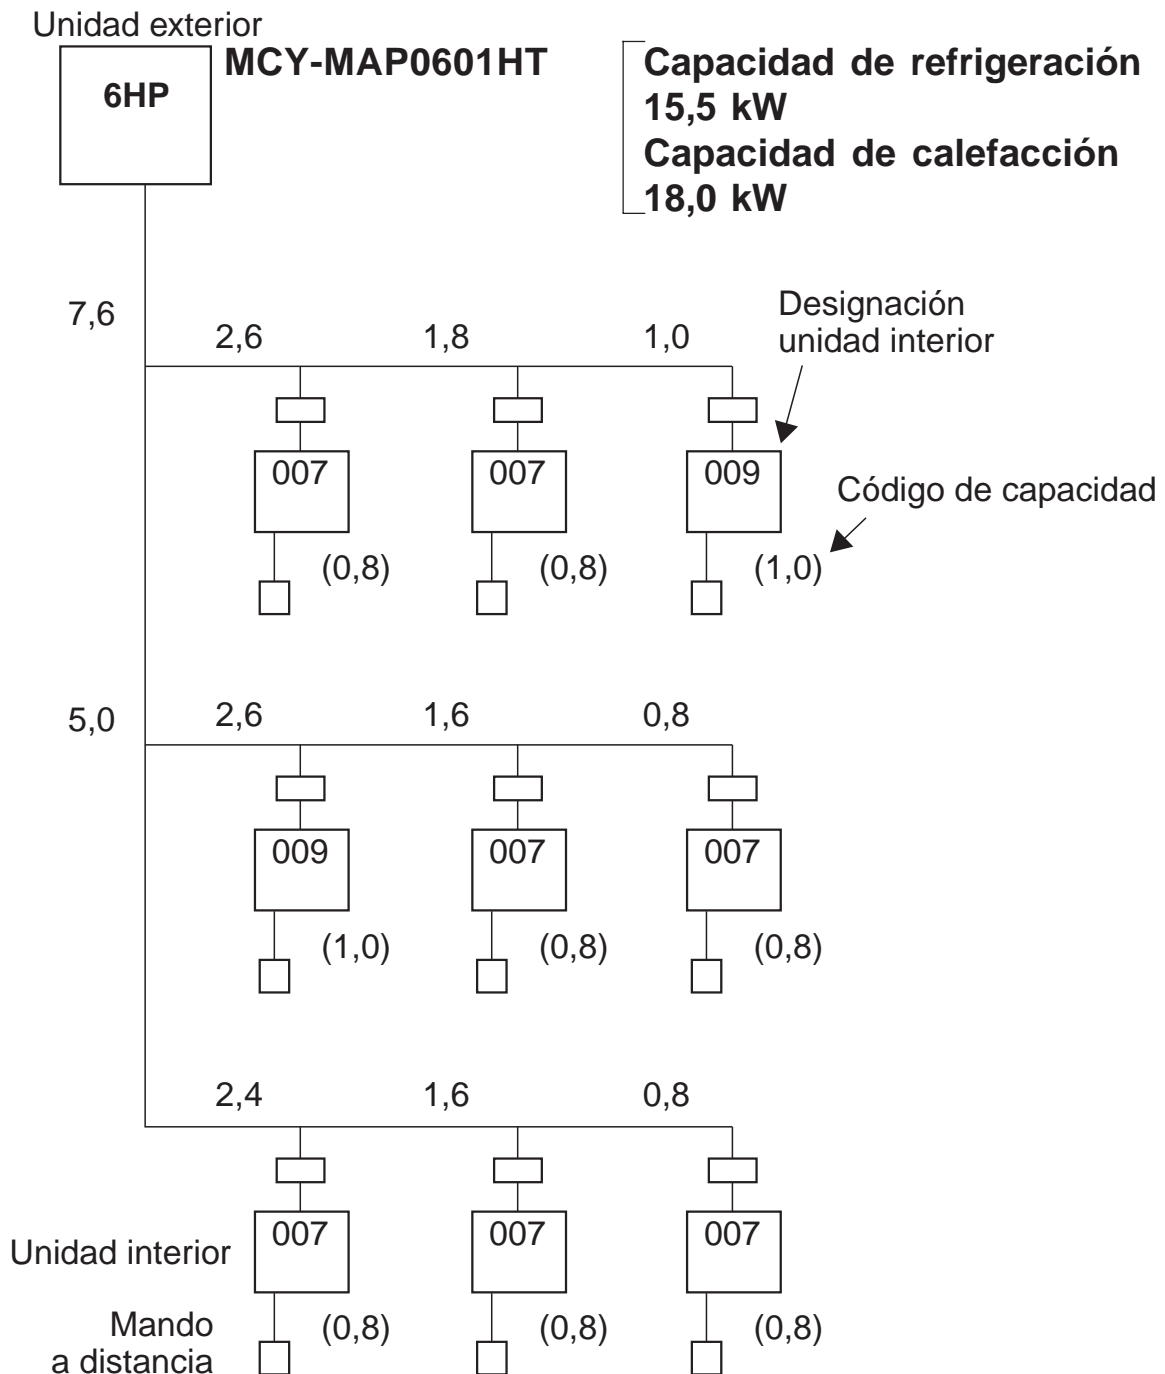 Unidad exterior
6HP
MCY-MAP0601HT
Capacidad de refrigeración
15,5 kW
Capacidad de calefacción
18,0 kW
7,6
2,6 1,8 1,0
Designación
unidad interior
007 007 009
Código de capacidad
(0,8) (0,8) (1,0)
5,0
2,6 1,6 0,8
009 007 007
(1,0) (0,8) (0,8)
2,4 1,6 0,8
007 007 007
Unidad interior
(0,8) (0,8) (0,8)
Mando
a distancia